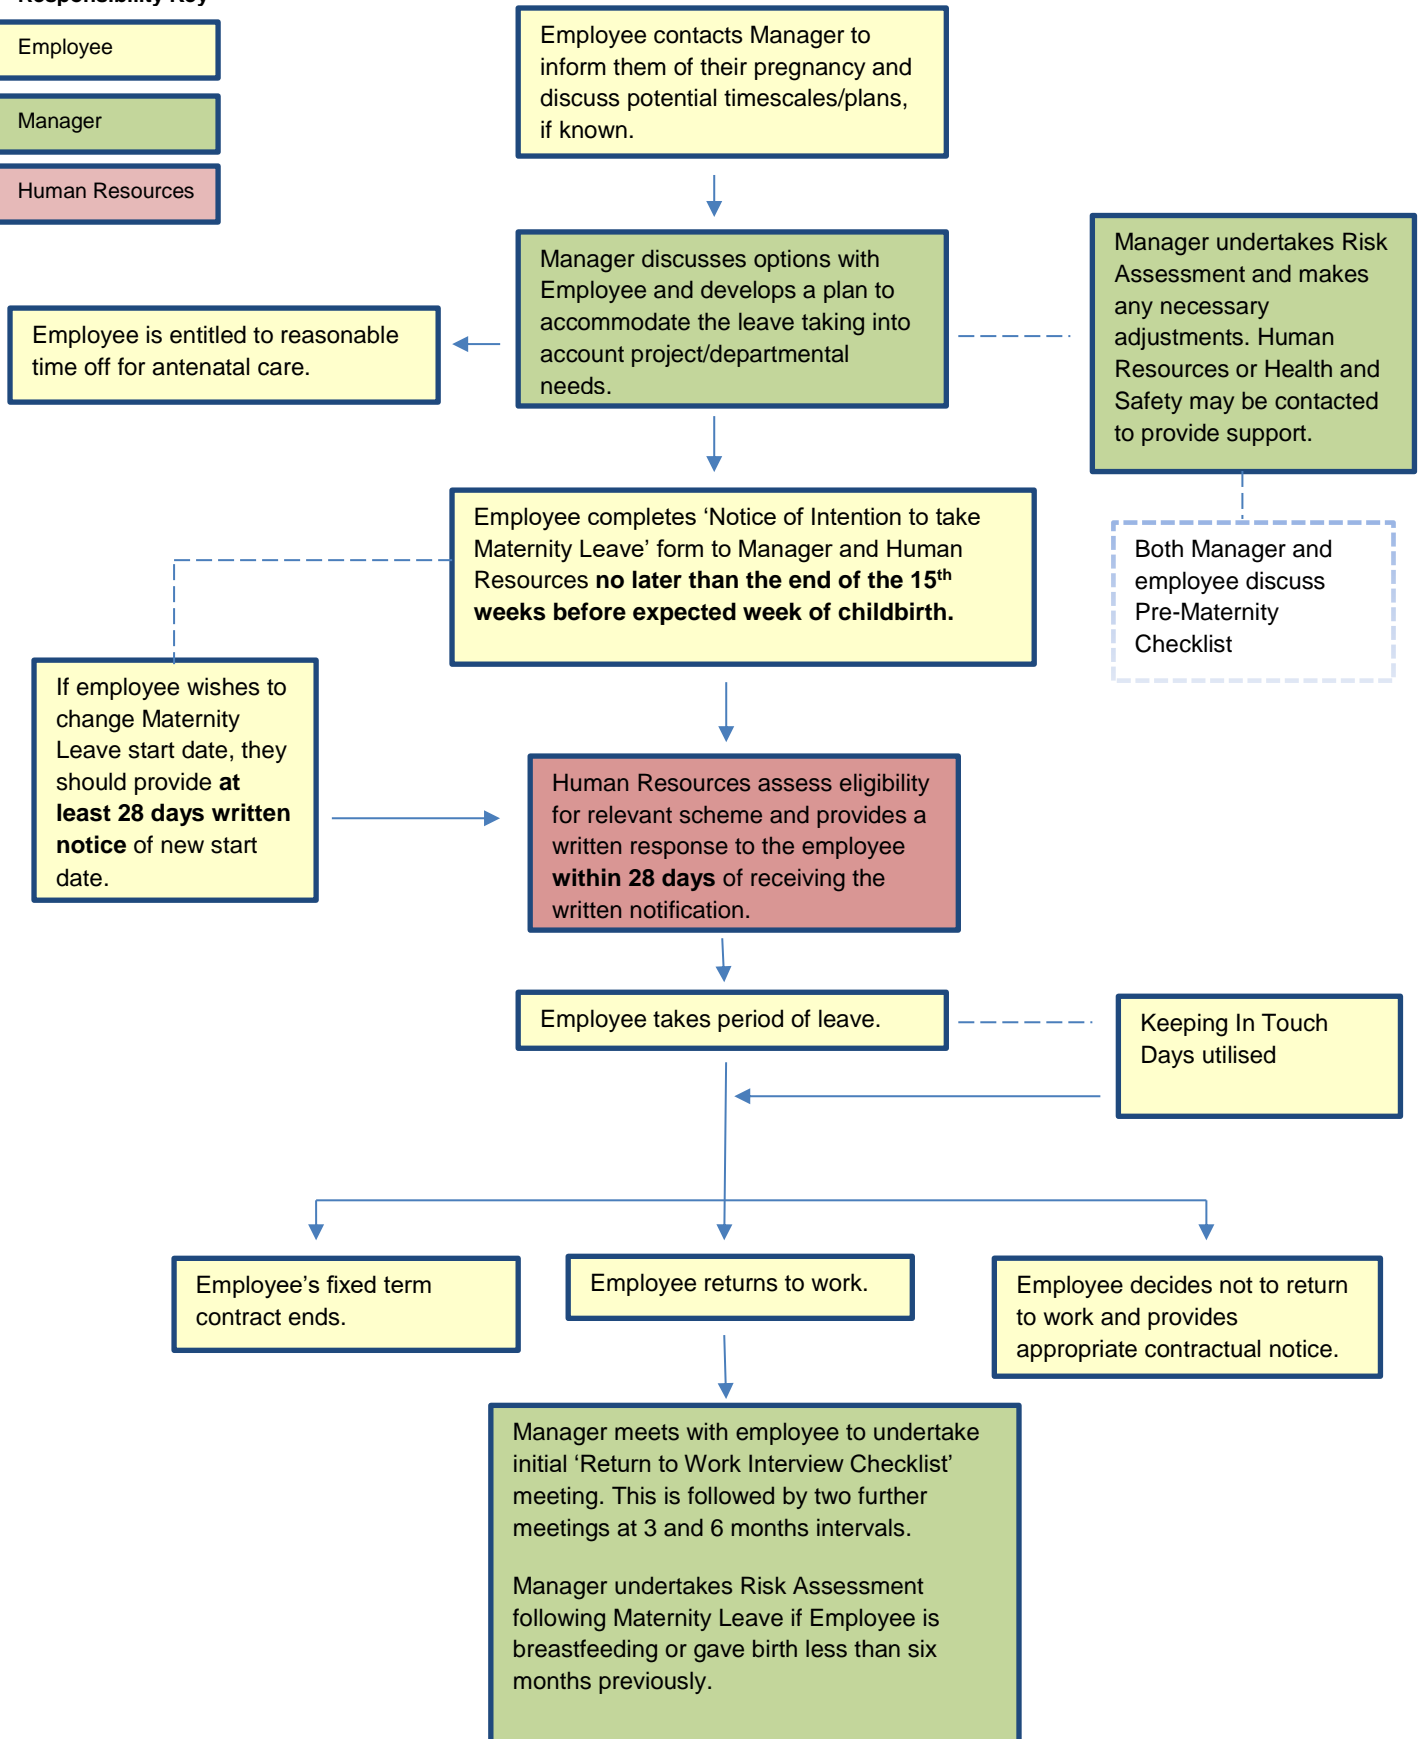 Responsibility Key
Employee
Manager
Human Resources
Employee contacts Manager to
inform them of their pregnancy and
discuss potential timescales/plans,
if known.
Manager discusses options with
Employee and develops a plan to
accommodate the leave taking into
account project/departmental
needs.
Manager undertakes Risk
Assessment and makes
any necessary
adjustments. Human
Resources or Health and
Safety may be contacted
to provide support.
Employee is entitled to reasonable
time off for antenatal care.
Employee completes ‘Notice of Intention to take
Maternity Leave’ form to Manager and Human
Resources no later than the end of the 15th
weeks before expected week of childbirth.
Both Manager and
employee discuss
Pre-Maternity
Checklist
If employee wishes to
change Maternity
Leave start date, they
should provide at
least 28 days written
notice of new start
date.
Human Resources assess eligibility
for relevant scheme and provides a
written response to the employee
within 28 days of receiving the
written notification.
Employee takes period of leave.
Keeping In Touch
Days utilised
Employee’s fixed term
contract ends.
Employee returns to work.
Employee decides not to return
to work and provides
appropriate contractual notice.
Manager meets with employee to undertake
initial ‘Return to Work Interview Checklist’
meeting. This is followed by two further
meetings at 3 and 6 months intervals.
Manager undertakes Risk Assessment
following Maternity Leave if Employee is
breastfeeding or gave birth less than six
months previously.